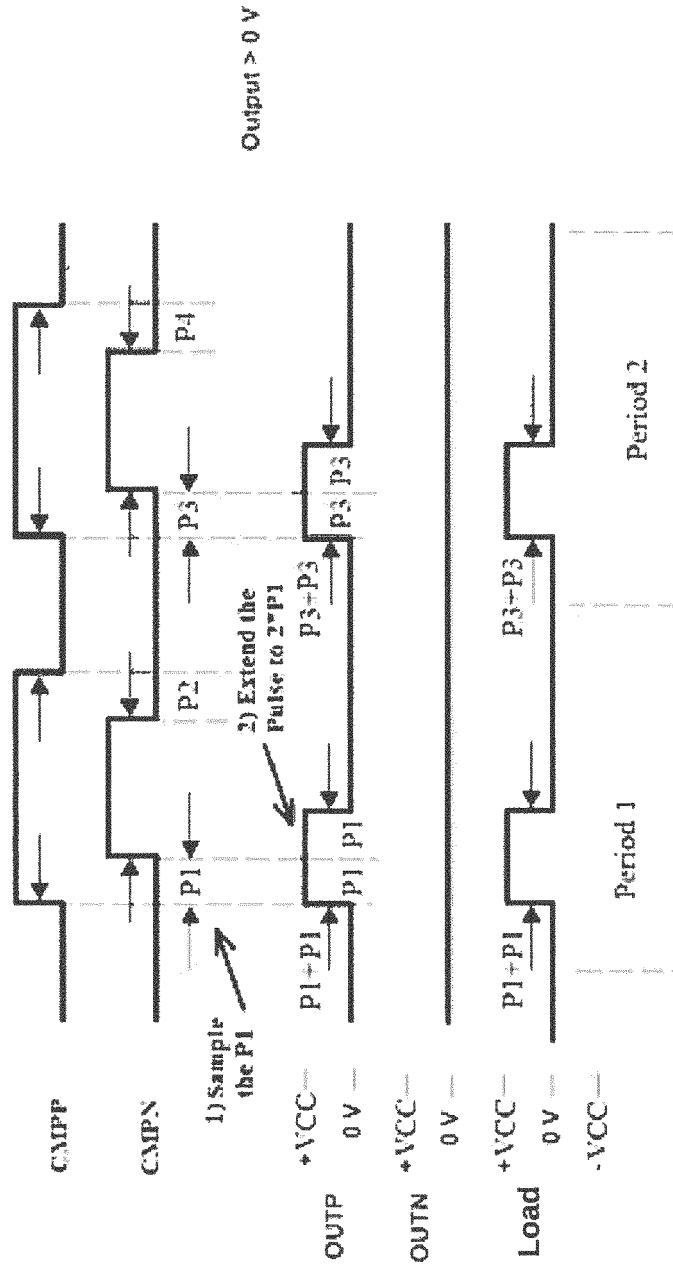 CMPP
CMPN
P1
P2
P3
P4
1) Sample
the P1
2) Extend the
Pulse to 2*P1
Output > 0 V
OUTP
+VCC
0 V
P1+P1
P1 P1
P3+P3
P3 P3
OUTN
+VCC
0 V
Load
+VCC
0 V
-VCC
P1+P1
P3+P3
Period 1
Period 2